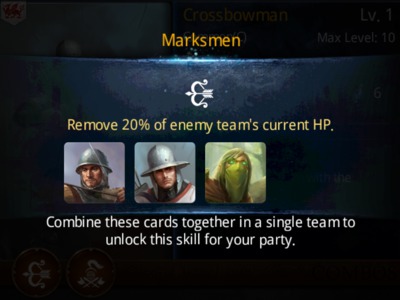 Crossbowman
Lv. 1
Marksmen
Max Level: 10
6
Remove 20% of enemy team's current HP.
Combine these cards together in a single team to
unlock this skill for your party.